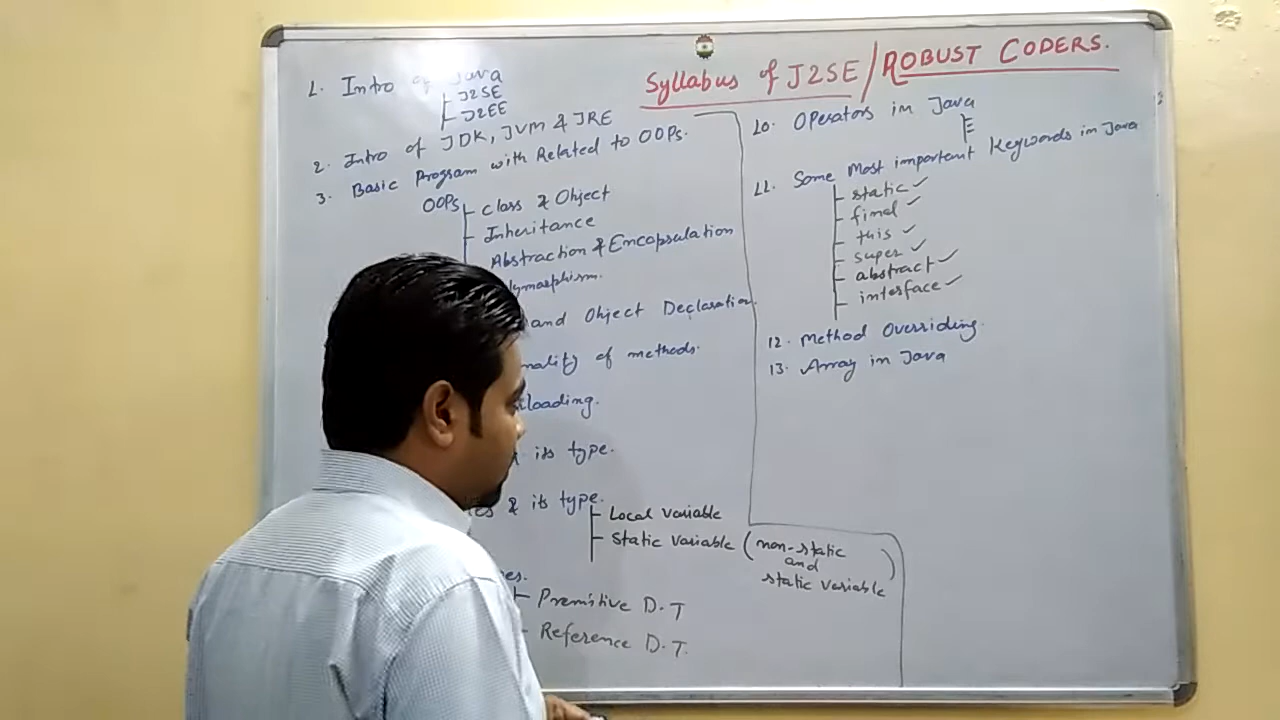 Syllabus of J2SE/ROBUST CODERS.
1. Intro of Java
J2SE
J2EE
2. Intro of JDK, JVM & JRE
3. Basic Program with Related to OOPs.
OOPs
Class & Object
Inheritance
Abstraction & Encapsulation
lymorphism.
and Object Declaration.
nality of methods.
loading.
its type.
& its type.
Local variable
Static variable (non-static
and
static variable)
Premitive D.T
Reference D.T.
10. Operators in Java
11. Some Most important Keywords in Java
static ✓
final ✓
this ✓
super ✓
abstract ✓
interface ✓
12. Method Overriding.
13. Array in Java